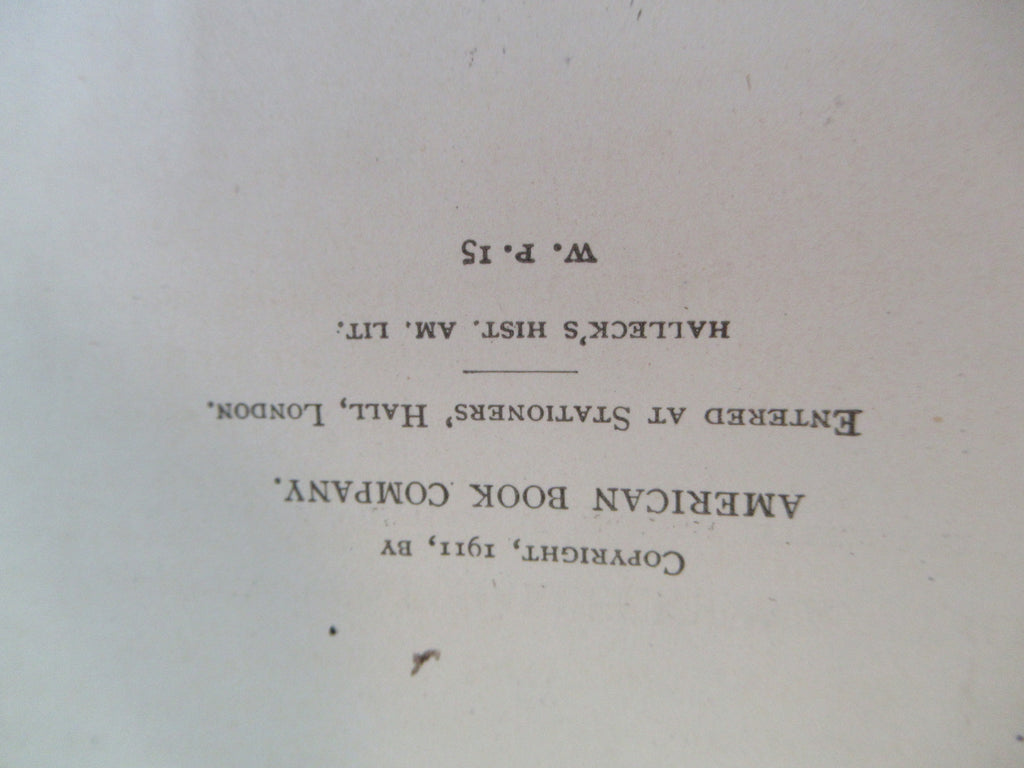 COPYRIGHT, 1911, BY
AMERICAN BOOK COMPANY.
ENTERED AT STATIONERS' HALL, LONDON.
HALLECK'S HIST. AM. LIT.
W. P. 15